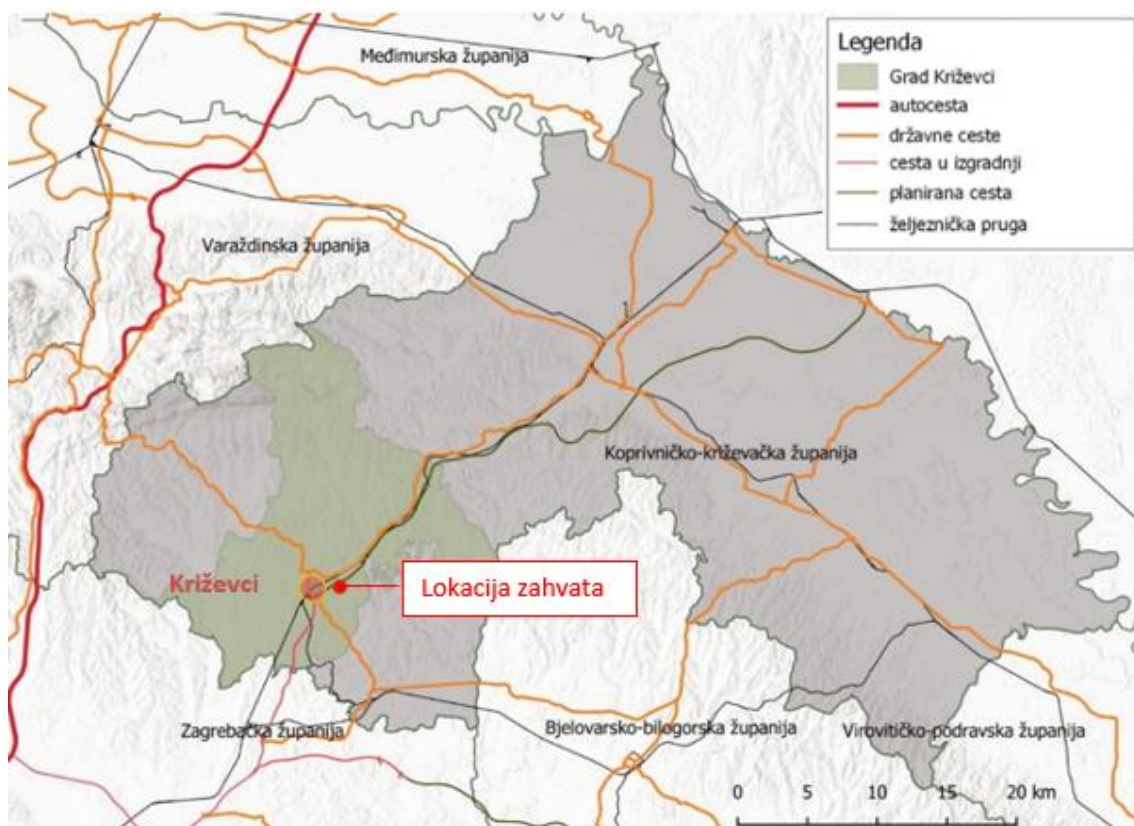 Međimurska županija
Legenda
Grad Križevci
autocesta
državne ceste
cesta u izgradnji
planirana cesta
željeznička pruga
Varaždinska županija
Koprivničko-križevačka županija
Križevci
Lokacija zahvata
Zagrebačka županija
Bjelovarsko-bilogorska županija
Virovitičko-podravska županija
0 5 10 15 20 km